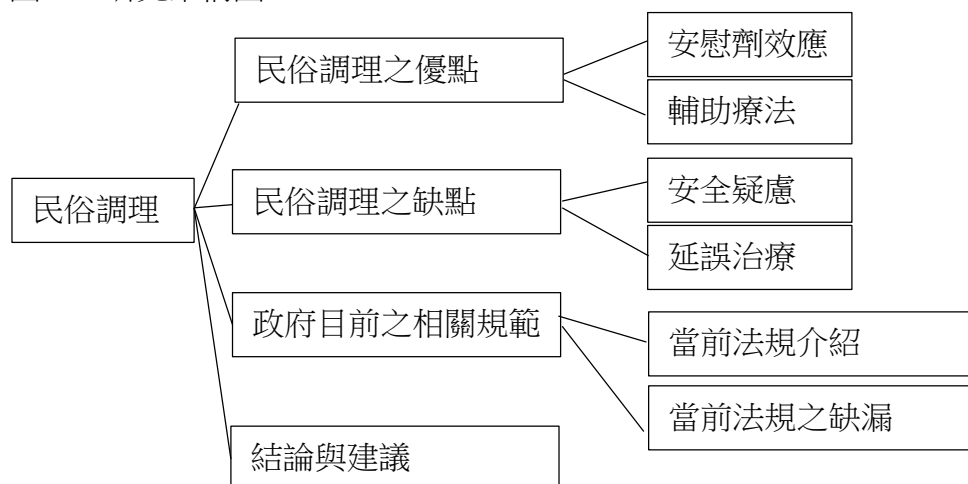 民俗調理
民俗調理之優點
安慰劑效應
輔助療法
民俗調理之缺點
安全疑慮
延誤治療
政府目前之相關規範
當前法規介紹
當前法規之缺漏
結論與建議